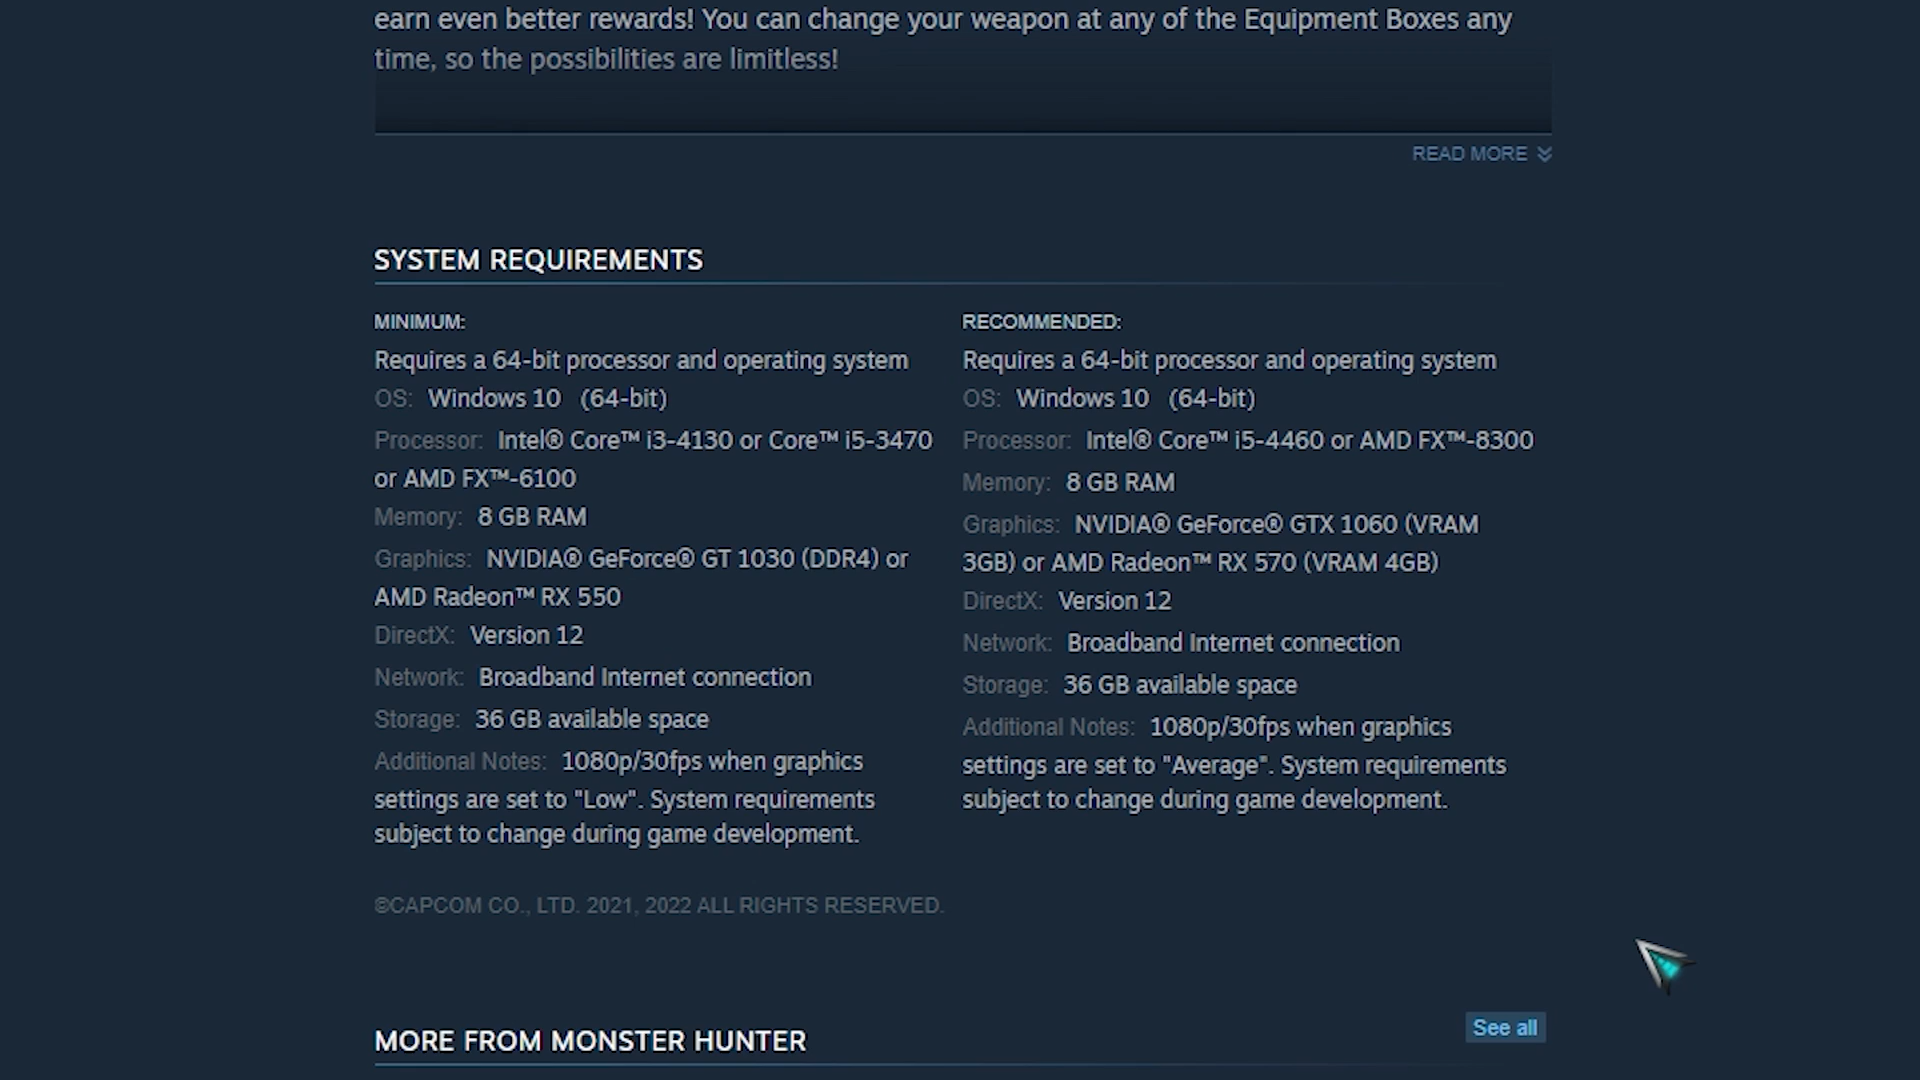 earn even better rewards! You can change your weapon at any of the Equipment Boxes any
time, so the possibilities are limitless!
READ MORE
SYSTEM REQUIREMENTS
MINIMUM:
Requires a 64-bit processor and operating system
OS: Windows 10 (64-bit)
Processor: Intel® Core™ i3-4130 or Core™ i5-3470
or AMD FX™-6100
Memory: 8 GB RAM
Graphics: NVIDIA® GeForce® GT 1030 (DDR4) or
AMD Radeon™ RX 550
DirectX: Version 12
Network: Broadband Internet connection
Storage: 36 GB available space
Additional Notes: 1080p/30fps when graphics
settings are set to "Low". System requirements
subject to change during game development.
RECOMMENDED:
Requires a 64-bit processor and operating system
OS: Windows 10 (64-bit)
Processor: Intel® Core™ i5-4460 or AMD FX™-8300
Memory: 8 GB RAM
Graphics: NVIDIA® GeForce® GTX 1060 (VRAM
3GB) or AMD Radeon™ RX 570 (VRAM 4GB)
DirectX: Version 12
Network: Broadband Internet connection
Storage: 36 GB available space
Additional Notes: 1080p/30fps when graphics
settings are set to "Average". System requirements
subject to change during game development.
©CAPCOM CO., LTD. 2021, 2022 ALL RIGHTS RESERVED.
MORE FROM MONSTER HUNTER
See all